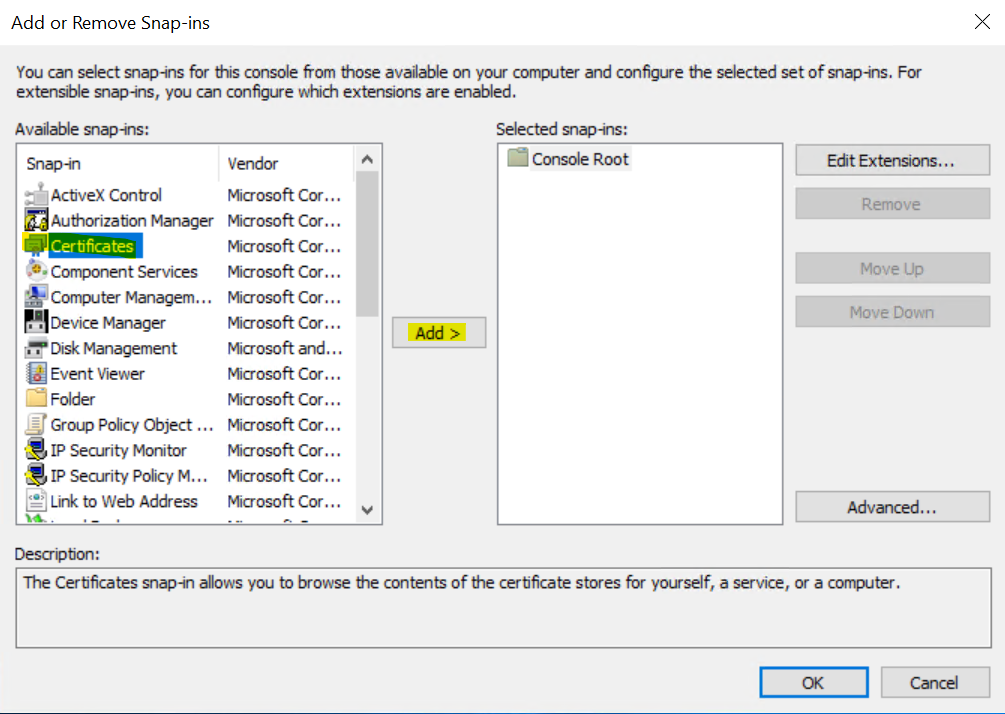 Add or Remove Snap-ins
You can select snap-ins for this console from those available on your computer and configure the selected set of snap-ins. For
extensible snap-ins, you can configure which extensions are enabled.
Available snap-ins:
Snap-in Vendor
ActiveX Control Microsoft Cor...
Authorization Manager Microsoft Cor...
Certificates Microsoft Cor...
Component Services Microsoft Cor...
Computer Managem... Microsoft Cor...
Device Manager Microsoft Cor...
Disk Management Microsoft and...
Event Viewer Microsoft Cor...
Folder Microsoft Cor...
Group Policy Object ... Microsoft Cor...
IP Security Monitor Microsoft Cor...
IP Security Policy M... Microsoft Cor...
Link to Web Address Microsoft Cor...
Add >
Selected snap-ins:
Console Root
Edit Extensions...
Remove
Move Up
Move Down
Advanced...
Description:
The Certificates snap-in allows you to browse the contents of the certificate stores for yourself, a service, or a computer.
OK
Cancel